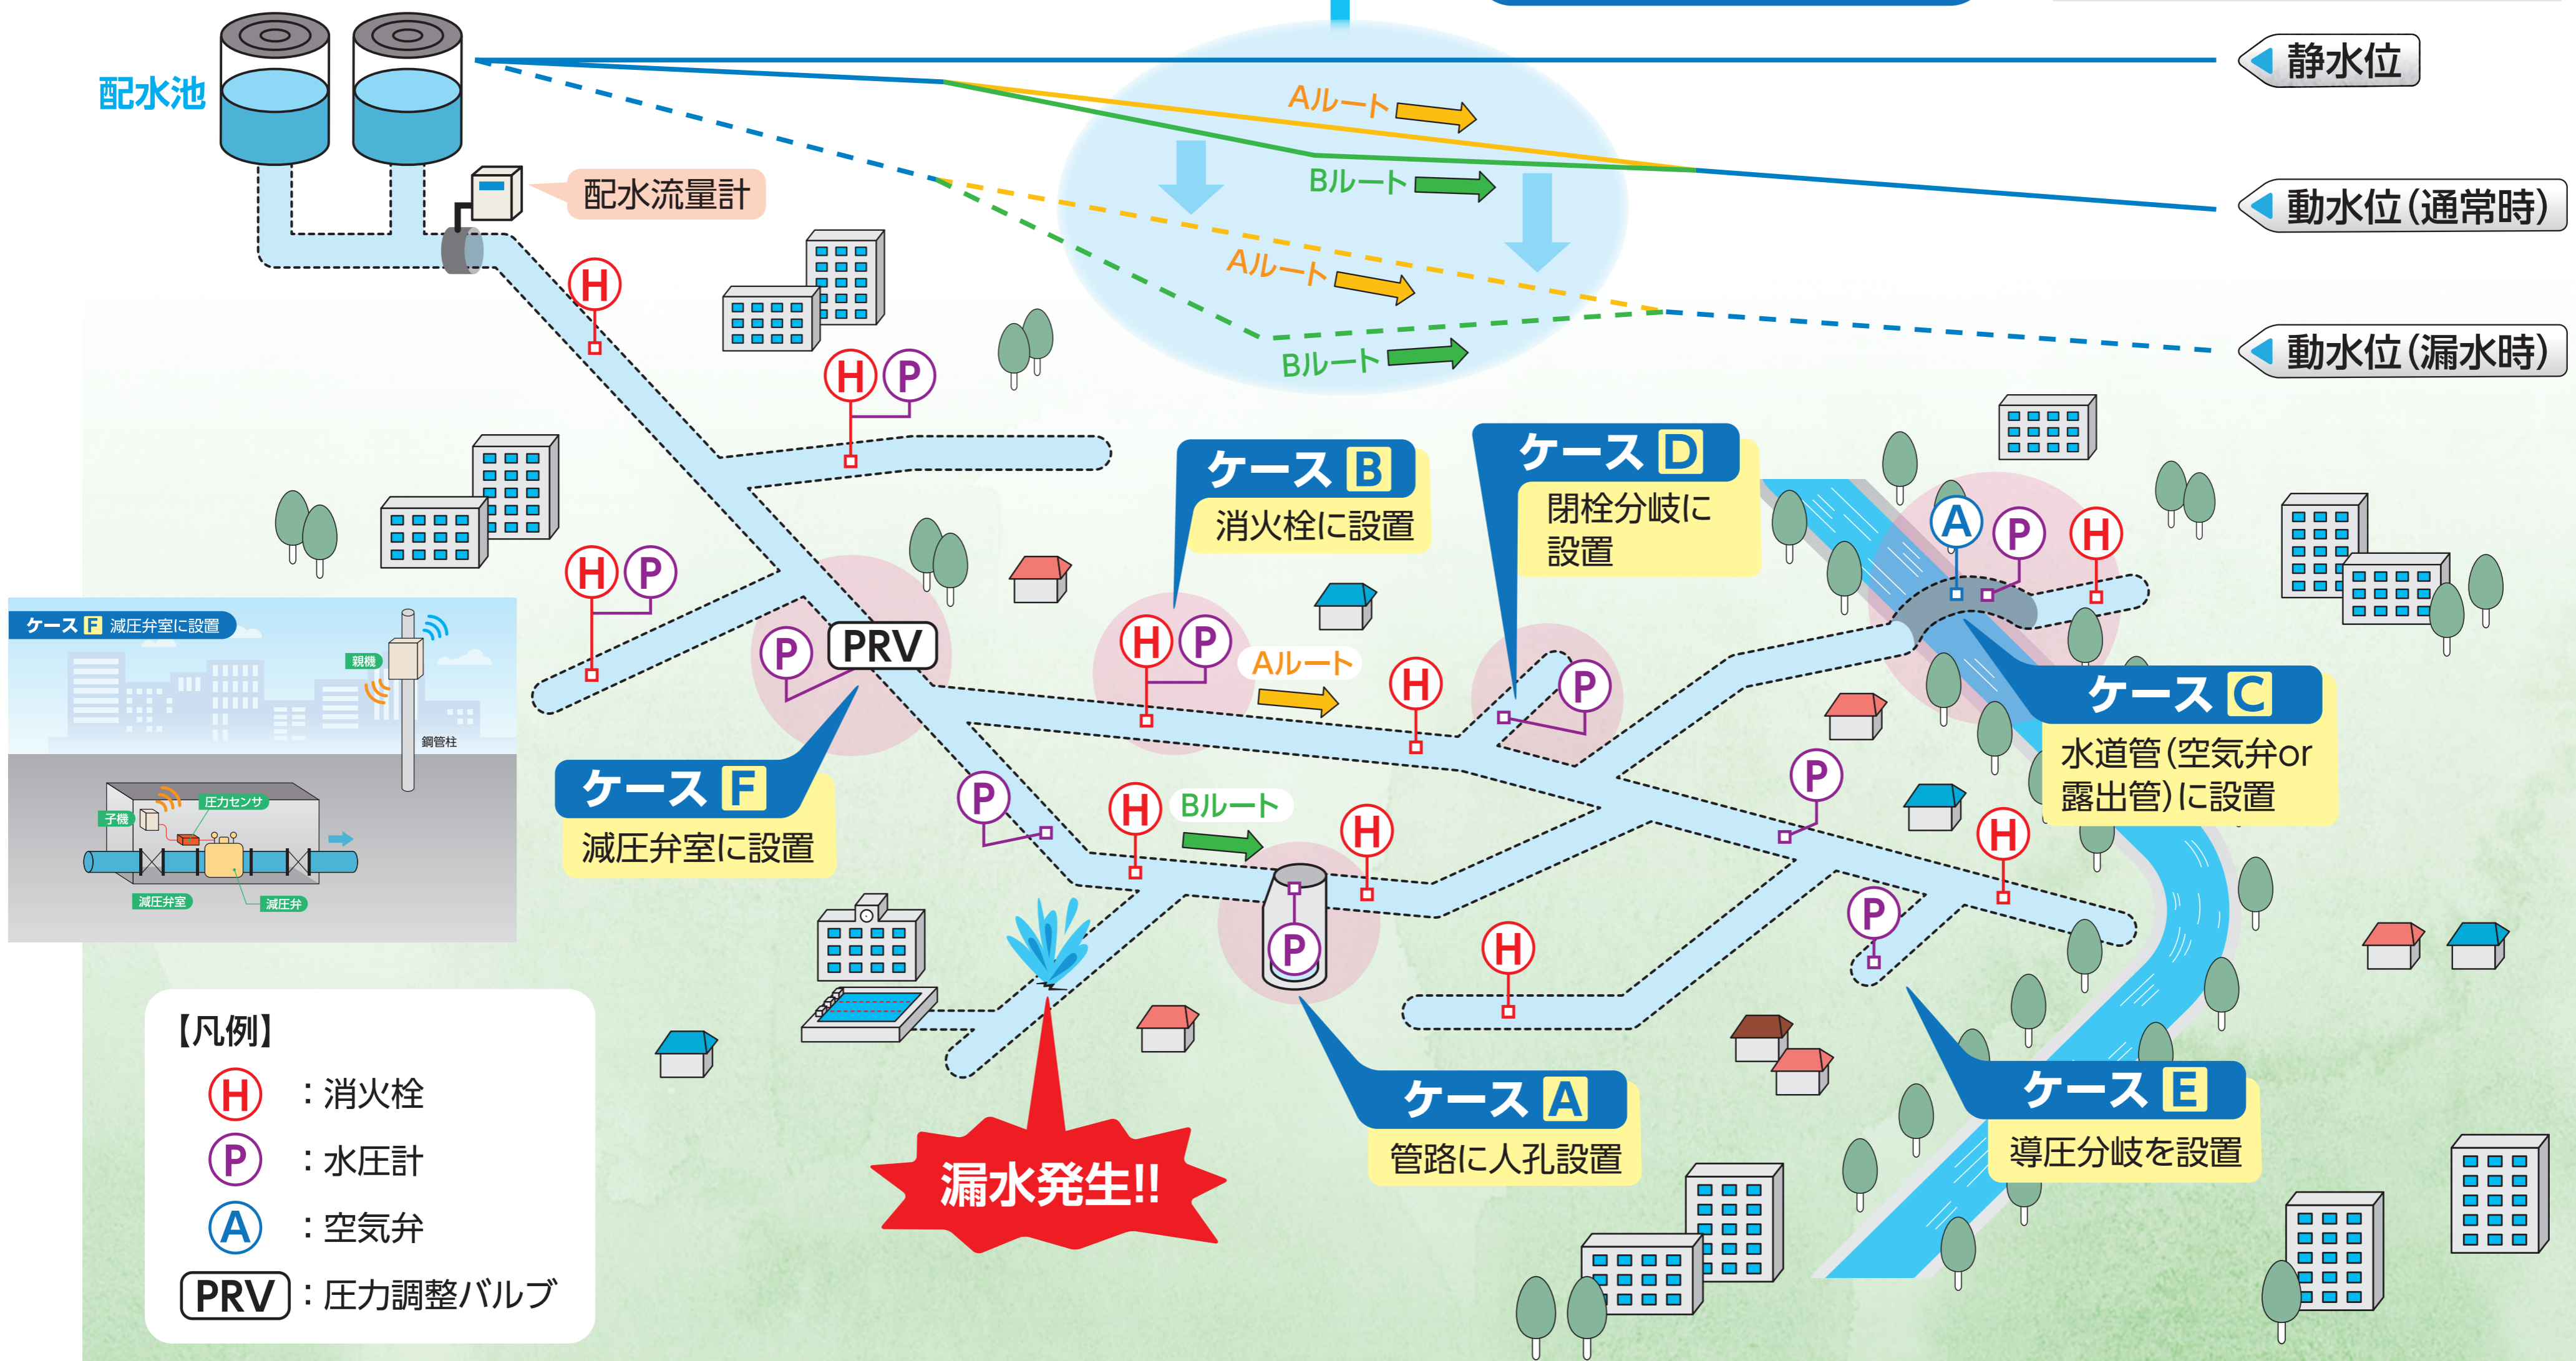 静水位
配水池
Aルート
Bルート
配水流量計
動水位(通常時)
Aルート
Bルート
動水位(漏水時)
H
H P
ケース B
消火栓に設置
ケース D
閉栓分岐に
設置
A P H
H P
P PRV
H P
Aルート
H
P
ケース F 減圧弁室に設置
親機
鋼管柱
圧力センサ
子機
減圧弁室
減圧弁
ケース C
水道管(空気弁or
露出管)に設置
ケース F
減圧弁室に設置
P
H
Bルート
H
P
H
P
P
H
漏水発生!!
ケース A
管路に人孔設置
ケース E
導圧分岐を設置
【凡例】
H :消火栓
P :水圧計
A :空気弁
PRV :圧力調整バルブ